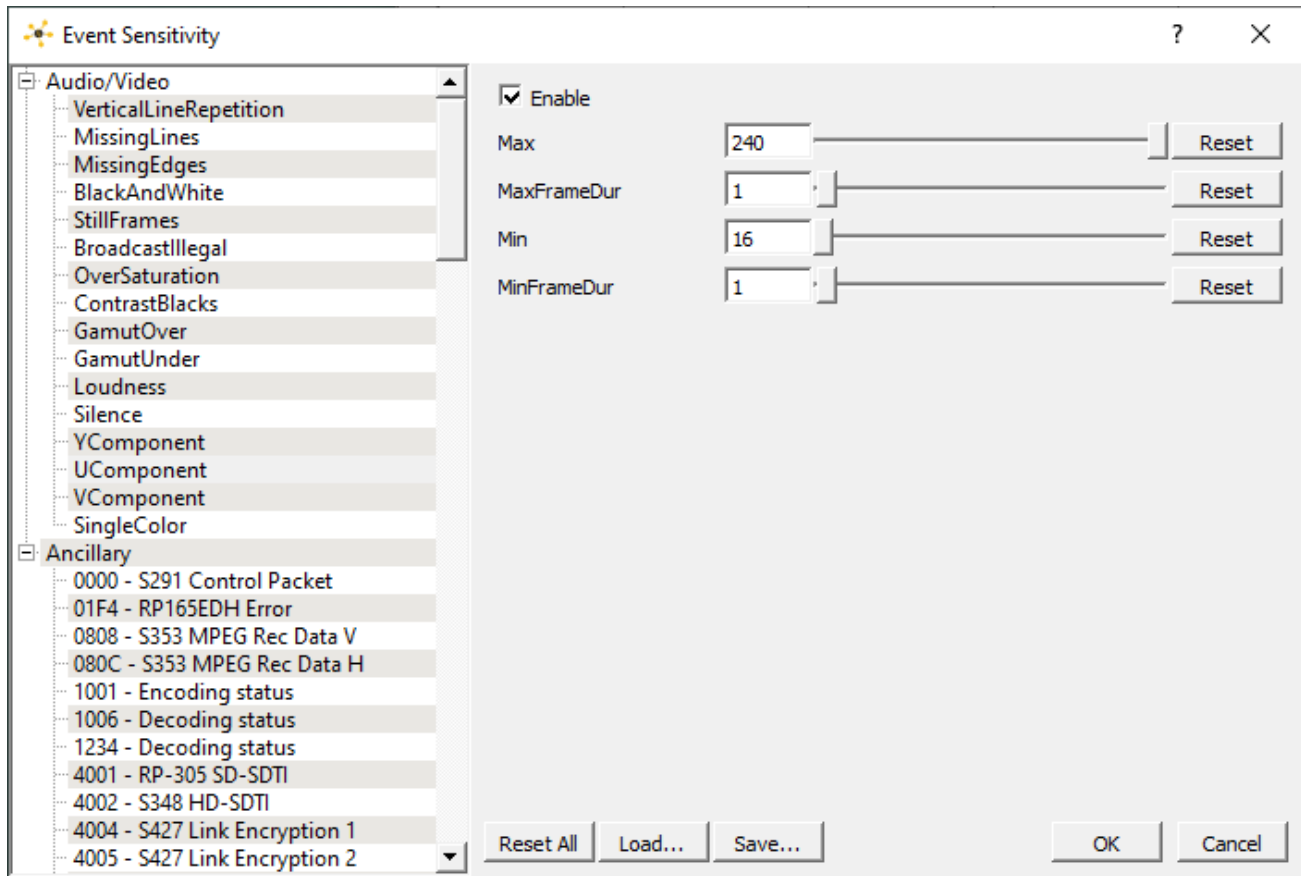 Event Sensitivity
?
Audio/Video
VerticalLineRepetition
MissingLines
MissingEdges
BlackAndWhite
StillFrames
BroadcastIllegal
OverSaturation
ContrastBlacks
GamutOver
GamutUnder
Loudness
Silence
YComponent
UComponent
VComponent
SingleColor
Ancillary
0000 - S291 Control Packet
01F4 - RP165EDH Error
0808 - S353 MPEG Rec Data V
080C - S353 MPEG Rec Data H
1001 - Encoding status
1006 - Decoding status
1234 - Decoding status
4001 - RP-305 SD-SDTI
4002 - S348 HD-SDTI
4004 - S427 Link Encryption 1
4005 - S427 Link Encryption 2
Enable
Max 240 Reset
MaxFrameDur 1 Reset
Min 16 Reset
MinFrameDur 1 Reset
Reset All Load... Save... OK Cancel